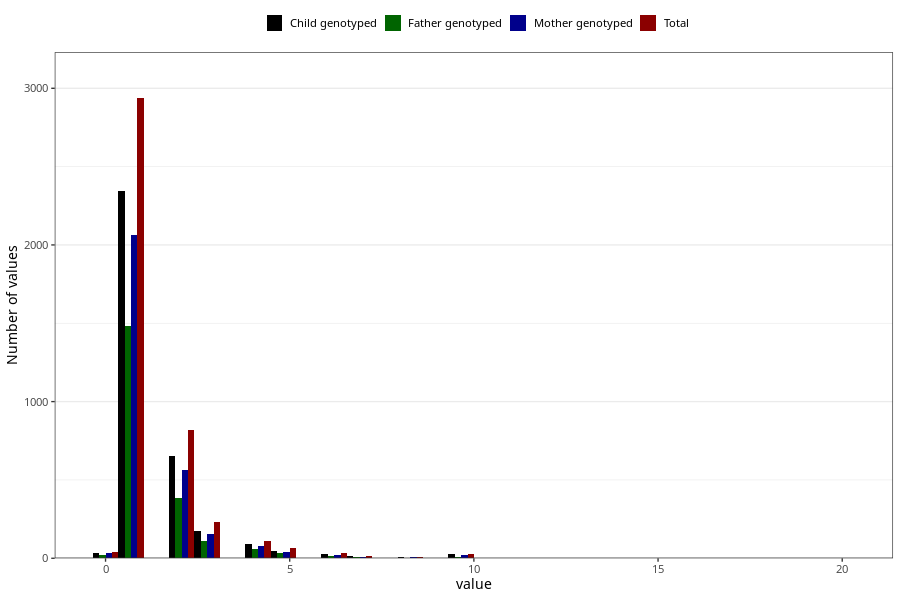 Child genotyped Father genotyped Mother genotyped Total
3000
2000
1000
0
Number of values
0 5 10 15 20
value